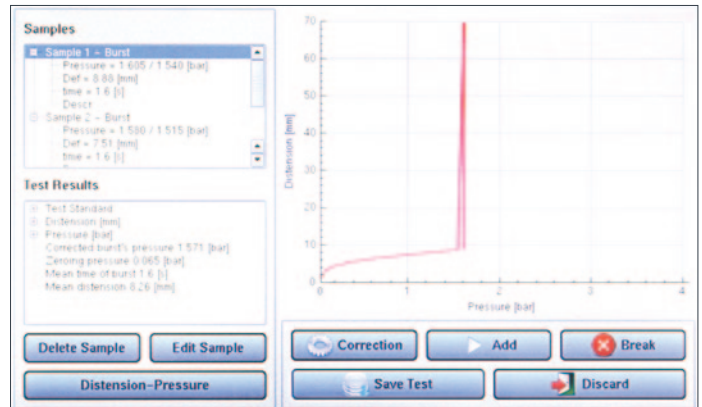 Samples
Sample 1 - Burst
Pressure = 1.605 / 1.540 [bar]
Def = 8.88 [mm]
time = 1.6 [s]
Descr
Sample 2 - Burst
Pressure = 1.580 / 1.515 [bar]
Def = 7.51 [mm]
time = 1.6 [s]
Test Results
Test Standard
Distension [mm]
Pressure [bar]
Corrected burst's pressure 1.571 [bar]
Zeroing pressure 0.065 [bar]
Mean time of burst 1.6 [s]
Mean distension 8.26 [mm]
Delete Sample
Edit Sample
Distension-Pressure
70
60
50
40
30
20
10
0
Distension [mm]
0 1 2 3 4
Pressure [bar]
Correction
Add
Break
Save Test
Discard